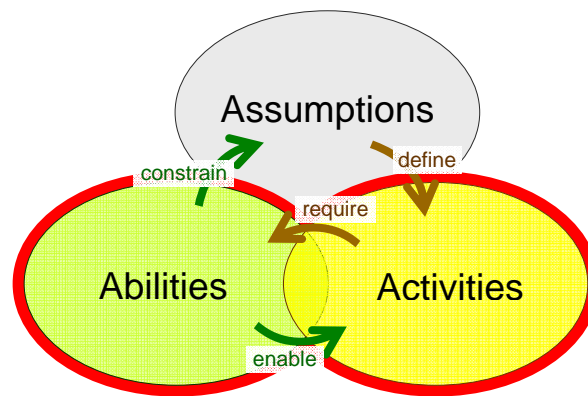 Assumptions
constrain
define
require
Abilities
Activities
enable